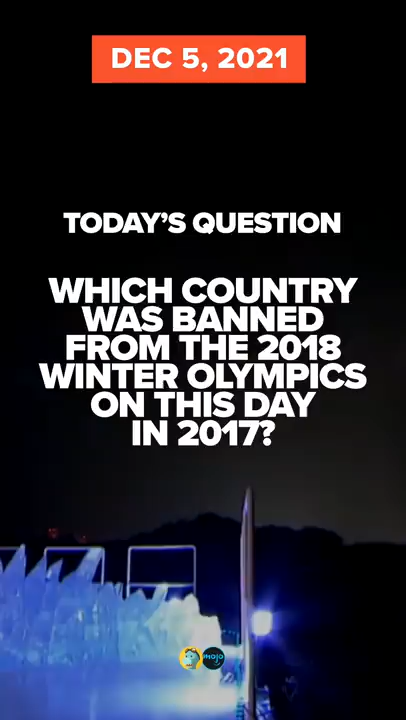 DEC 5, 2021
TODAY'S QUESTION
WHICH COUNTRY
WAS BANNED
FROM THE 2018
WINTER OLYMPICS
ON THIS DAY
IN 2017?
mojo